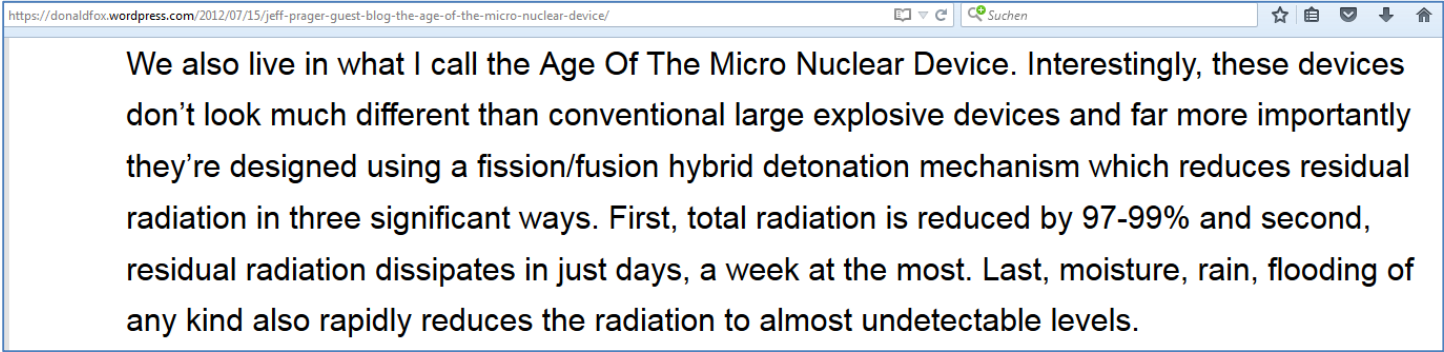 https://donaldfox.wordpress.com/2012/07/15/jeff-prager-guest-blog-the-age-of-the-micro-nuclear-device/ Suchen
We also live in what I call the Age Of The Micro Nuclear Device. Interestingly, these devices
don’t look much different than conventional large explosive devices and far more importantly
they’re designed using a fission/fusion hybrid detonation mechanism which reduces residual
radiation in three significant ways. First, total radiation is reduced by 97-99% and second,
residual radiation dissipates in just days, a week at the most. Last, moisture, rain, flooding of
any kind also rapidly reduces the radiation to almost undetectable levels.